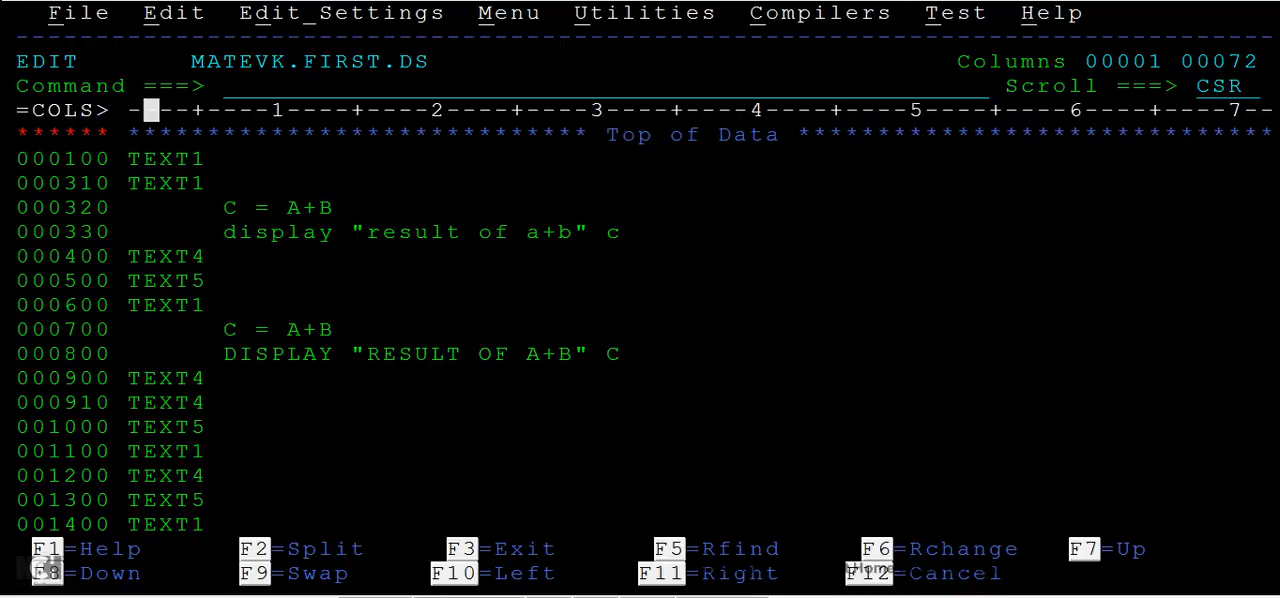 File Edit Edit_Settings Menu Utilities Compilers Test Help
EDIT MATEVK.FIRST.DS Columns 00001 00072
Command ===> Scroll ===> CSR
=COLS> ----+----1----+----2----+----3----+----4----+----5----+----6----+----7--
****** ***************************** Top of Data ******************************
000100 TEXT1
000310 TEXT1
000320 C = A+B
000330 display "result of a+b" c
000400 TEXT4
000500 TEXT5
000600 TEXT1
000700 C = A+B
000800 DISPLAY "RESULT OF A+B" C
000900 TEXT4
000910 TEXT4
001000 TEXT5
001100 TEXT1
001200 TEXT4
001300 TEXT5
001400 TEXT1
F1=Help F2=Split F3=Exit F5=Rfind F6=Rchange F7=Up
F8=Down F9=Swap F10=Left F11=Right F12=Cancel
Home